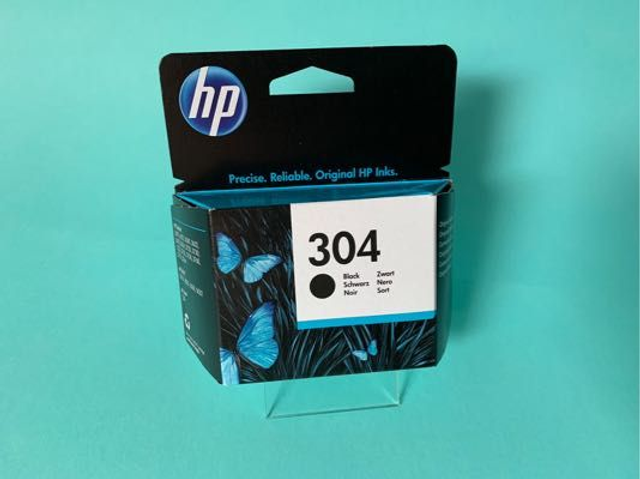 hp
Precise. Reliable. Original HP Inks.
304
Black Zwart
Schwarz Nero
Noir Sort